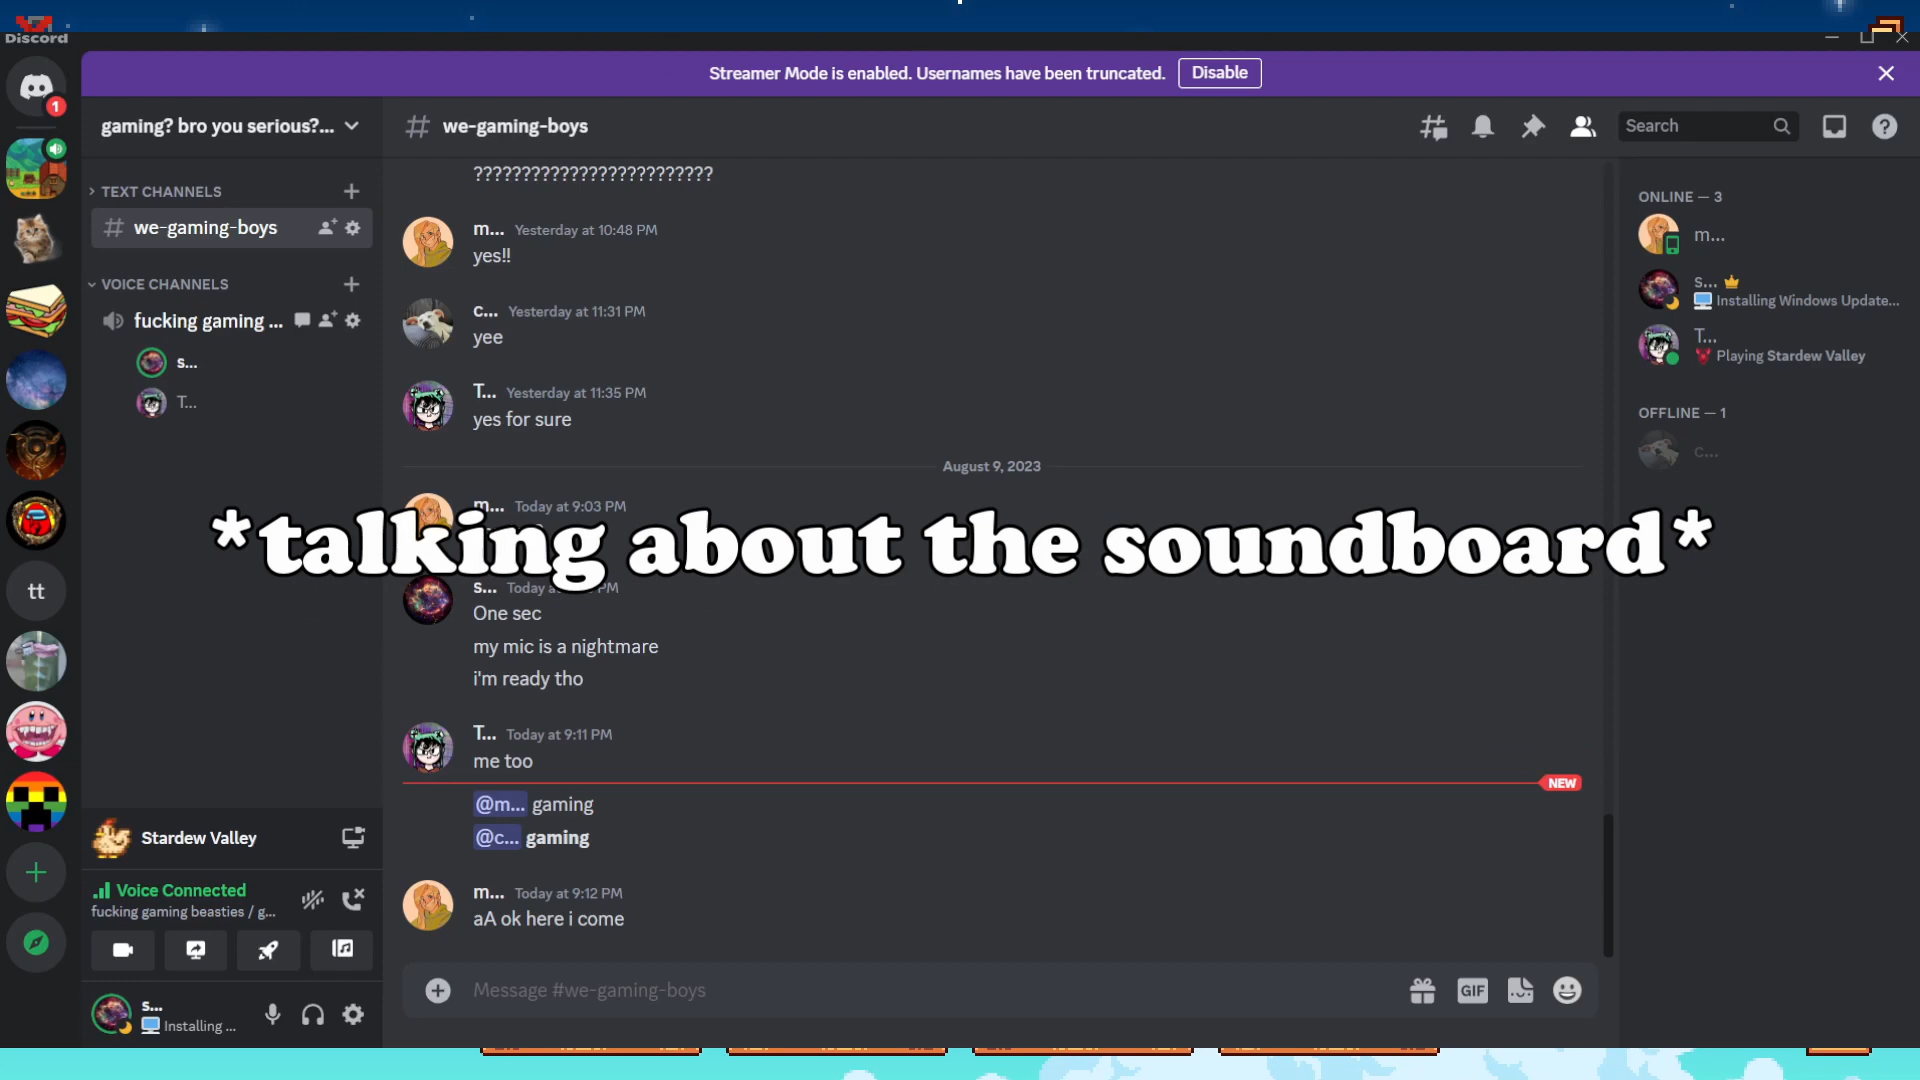 Discord
Streamer Mode is enabled. Usernames have been truncated. Disable
1
gaming? bro you serious?...
we-gaming-boys
Search
TEXT CHANNELS
we-gaming-boys
VOICE CHANNELS
fucking gaming ...
s...
T...
tt
????????????????????????
m... Yesterday at 10:48 PM
yes!!
c... Yesterday at 11:31 PM
yee
T... Yesterday at 11:35 PM
yes for sure
August 9, 2023
m... Today at 9:03 PM
*talking about the soundboard*
s... Today PM
One sec
my mic is a nightmare
i'm ready tho
T... Today at 9:11 PM
me too
NEW
@m... gaming
@c... gaming
m... Today at 9:12 PM
aA ok here i come
Message #we-gaming-boys
GIF
ONLINE — 3
m...
s...
Installing Windows Update...
T...
Playing Stardew Valley
OFFLINE — 1
c...
Stardew Valley
Voice Connected
fucking gaming beasties / g...
s...
Installing ...